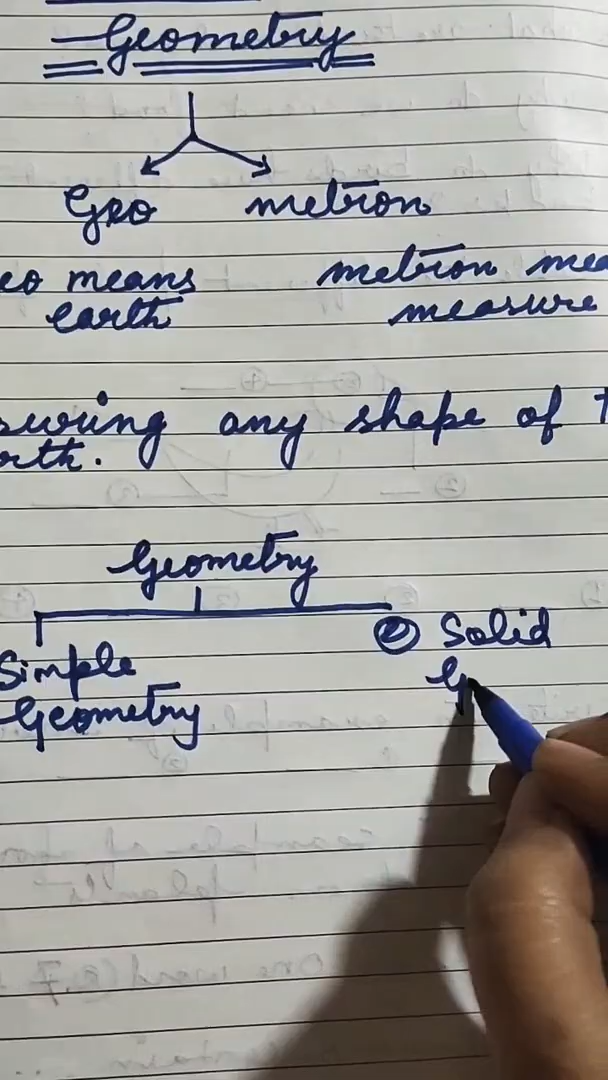 Geometry
Geo metron
eo means metron mea
earth measure
suring any shape of t
rth.
Geometry
Simple Solid
Geometry G